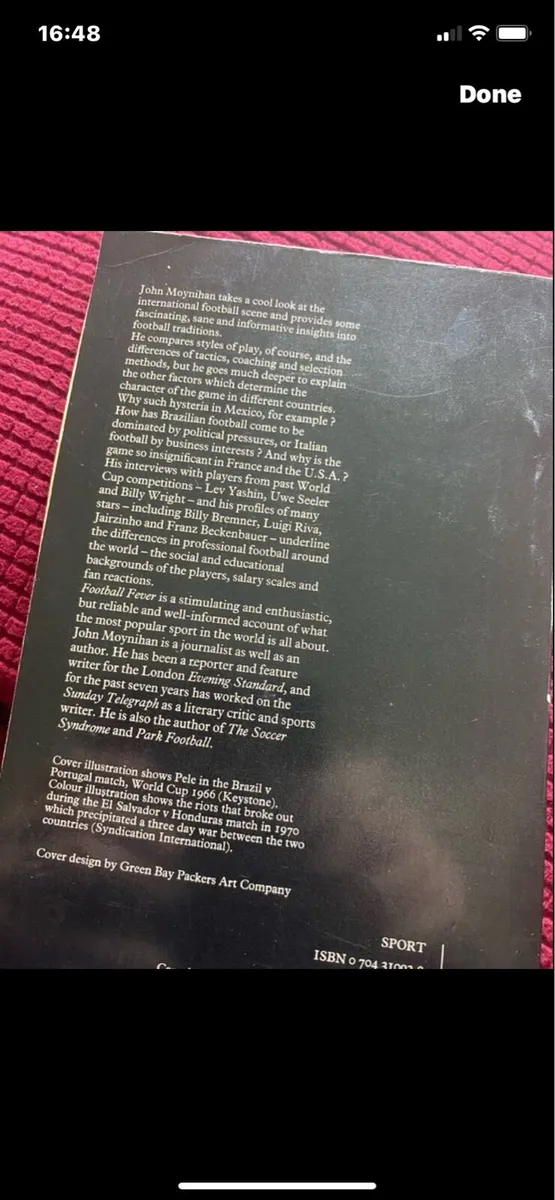 16:48
Done
John Moynihan takes a cool look at the
international football scene and provides some
fascinating, sane and informative insights into
football traditions.
He compares styles of play, of course, and the
differences of tactics, coaching and selection
methods, but he goes much deeper to explain
the other factors which determine the
character of the game in different countries.
Why such hysteria in Mexico, for example ?
How has Brazilian football come to be
dominated by political pressures, or Italian
football by business interests ? And why is the
game so insignificant in France and the U.S.A. ?
His interviews with players from past World
Cup competitions – Lev Yashin, Uwe Seeler
and Billy Wright – and his profiles of many
stars – including Billy Bremner, Luigi Riva,
Jairzinho and Franz Beckenbauer – underline
the differences in professional football around
the world – the social and educational
backgrounds of the players, salary scales and
fan reactions.
Football Fever is a stimulating and enthusiastic,
but reliable and well-informed account of what
the most popular sport in the world is all about.
John Moynihan is a journalist as well as an
author. He has been a reporter and feature
writer for the London Evening Standard, and
for the past seven years has worked on the
Sunday Telegraph as a literary critic and sports
writer. He is also the author of The Soccer
Syndrome and Park Football.
Cover illustration shows Pele in the Brazil v
Portugal match, World Cup 1966 (Keystone).
Colour illustration shows the riots that broke out
during the El Salvador v Honduras match in 1970
which precipitated a three day war between the two
countries (Syndication International).
Cover design by Green Bay Packers Art Company
SPORT
ISBN 0 704